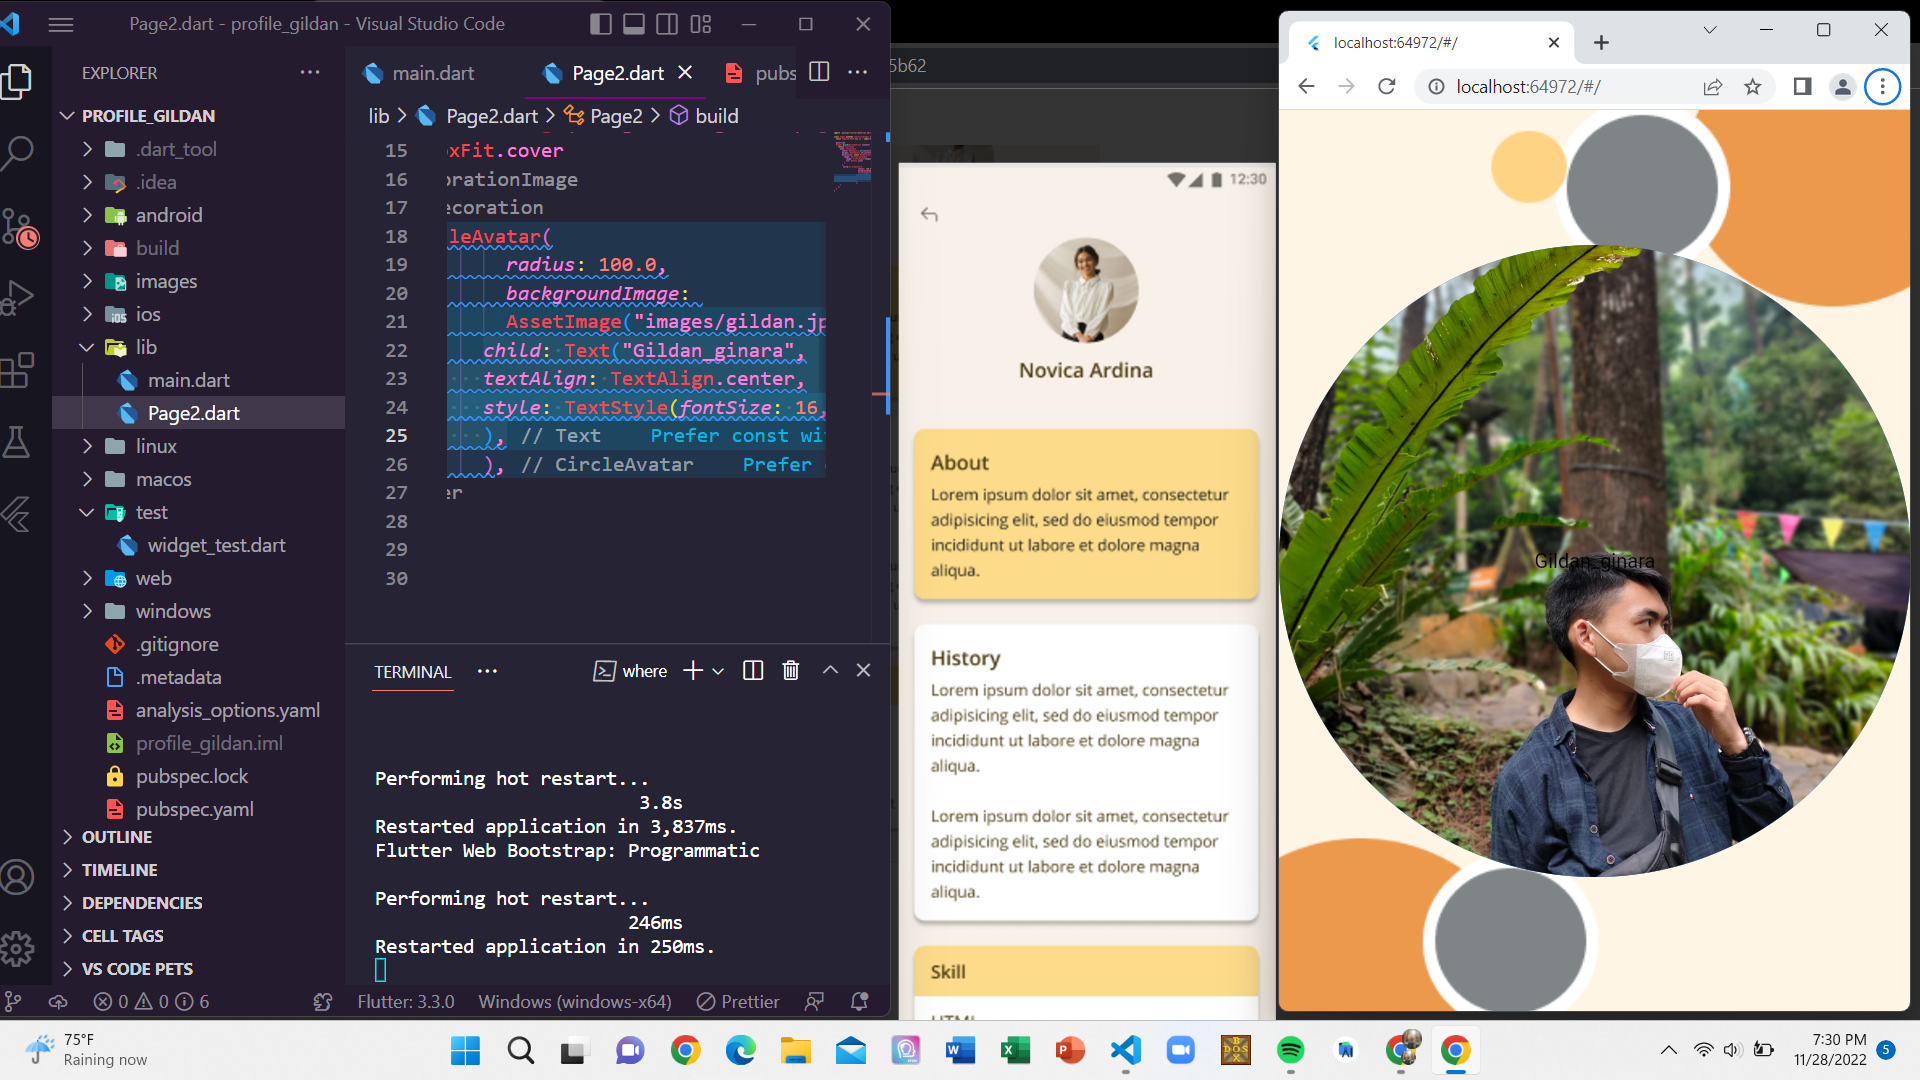 Page2.dart - profile_gildan - Visual Studio Code
EXPLORER
PROFILE_GILDAN
.dart_tool
.idea
android
build
images
ios
lib
main.dart
Page2.dart
linux
macos
test
widget_test.dart
web
windows
.gitignore
.metadata
analysis_options.yaml
profile_gildan.iml
pubspec.lock
pubspec.yaml
OUTLINE
TIMELINE
DEPENDENCIES
CELL TAGS
VS CODE PETS
main.dart
Page2.dart
pubs
lib > Page2.dart > Page2 > build
15 xFit.cover
16 orationImage
17 ecoration
18 leAvatar(
19 radius: 100.0,
20 backgroundImage:
21 AssetImage("images/gildan.jp
22 child: Text("Gildan_ginara",
23 textAlign: TextAlign.center,
24 style: TextStyle(fontSize: 16,
25 ), // Text Prefer const wi
26 ), // CircleAvatar Prefer
27 er
28
29
30
TERMINAL
where
Performing hot restart...
3.8s
Restarted application in 3,837ms.
Flutter Web Bootstrap: Programmatic
Performing hot restart...
246ms
Restarted application in 250ms.
0 0 6
Flutter: 3.3.0
Windows (windows-x64)
Prettier
5b62
12:30
Novica Ardina
About
Lorem ipsum dolor sit amet, consectetur
adipisicing elit, sed do eiusmod tempor
incididunt ut labore et dolore magna
aliqua.
History
Lorem ipsum dolor sit amet, consectetur
adipisicing elit, sed do eiusmod tempor
incididunt ut labore et dolore magna
aliqua.
Lorem ipsum dolor sit amet, consectetur
adipisicing elit, sed do eiusmod tempor
incididunt ut labore et dolore magna
aliqua.
Skill
HTML
localhost:64972/#/
localhost:64972/#/
Gildan_ginara
75°F
Raining now
7:30 PM
11/28/2022
5